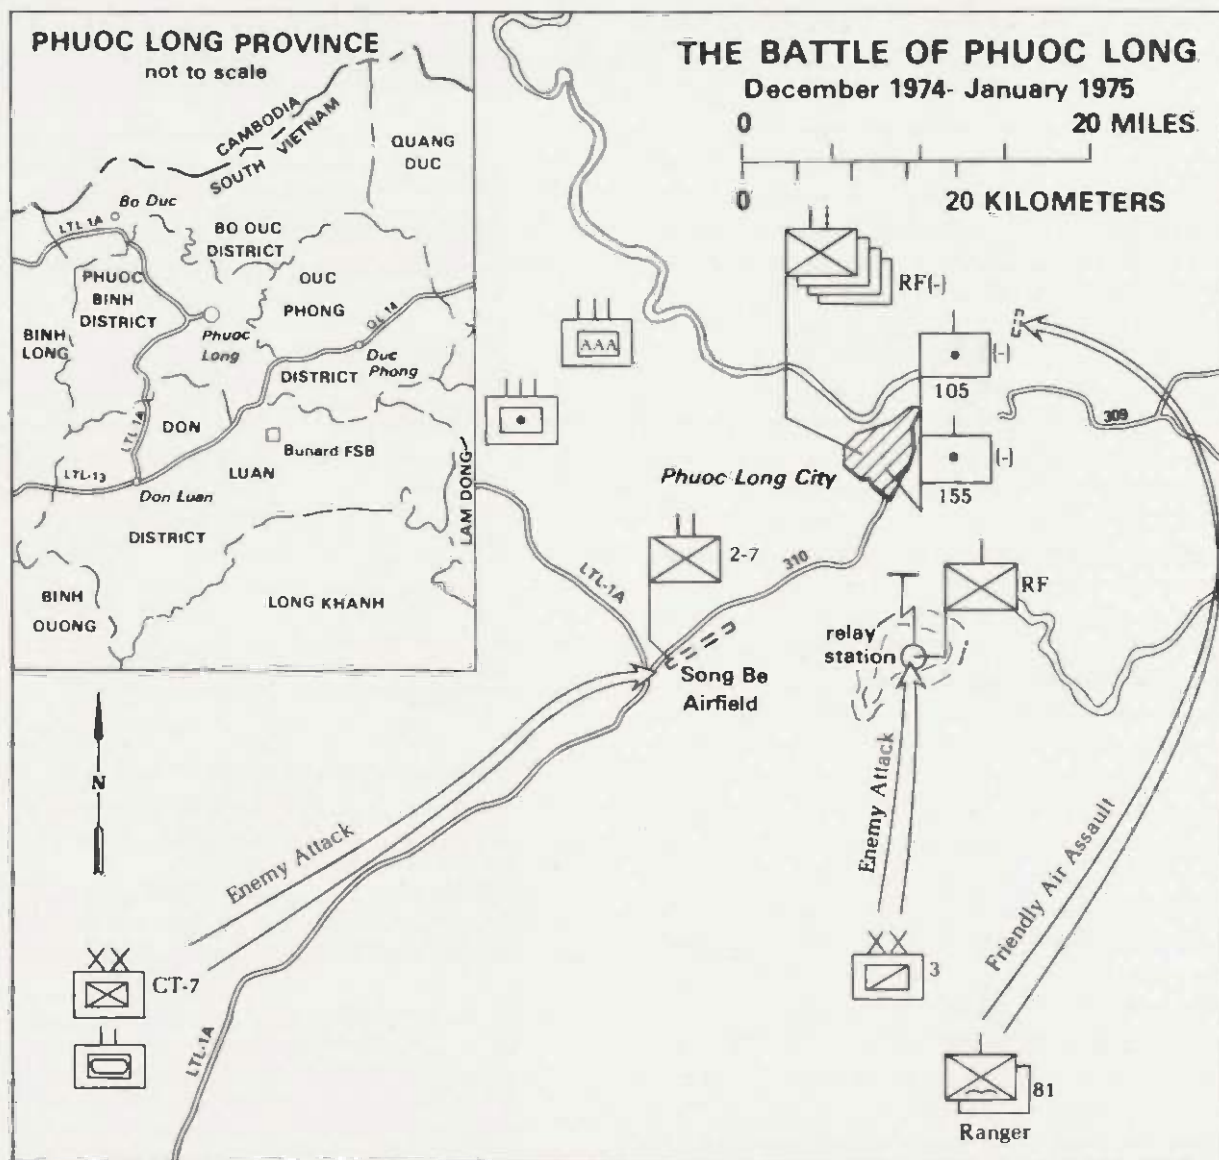 PHUOC LONG PROVINCE
not to scale
CAMBODIA
SOUTH VIETNAM
QUANG
DUC
Bo Duc
LTL 1A
BO OUC
DISTRICT
PHUOC
BINH
DISTRICT
OUC
PHONG
QL 14
BINH
LONG
Phuoc
Long
Duc
Phong
DISTRICT
LTL 1A
DON
LUAN
Bunard FSB
LTL-13
Don Luan
LAM DONG
DISTRICT
BINH
OUONG
LONG KHANH
THE BATTLE OF PHUOC LONG
December 1974- January 1975
0 20 MILES
0 20 KILOMETERS
RF(-)
AAA
(-)
105
309
Phuoc Long City
(-)
155
2-7
LTL-1A
310
RF
relay
station
Song Be
Airfield
N
Enemy Attack
Enemy Attack
Friendly Air Assault
CT-7
3
LTL-1A
81
Ranger